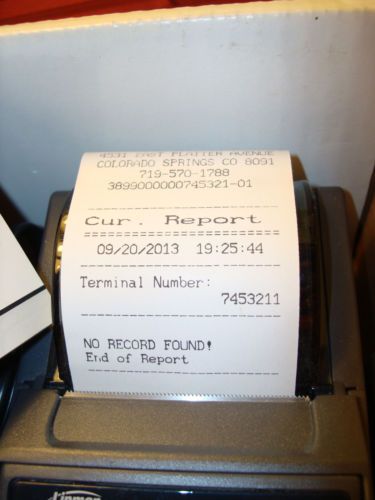 4531 EAST PLATTER AVENUE
COLORADO SPRINGS CO 8091
719-570-1788
3899000000745321-01
Cur. Report
09/20/2013 19:25:44
Terminal Number:
7453211
NO RECORD FOUND!
End of Report